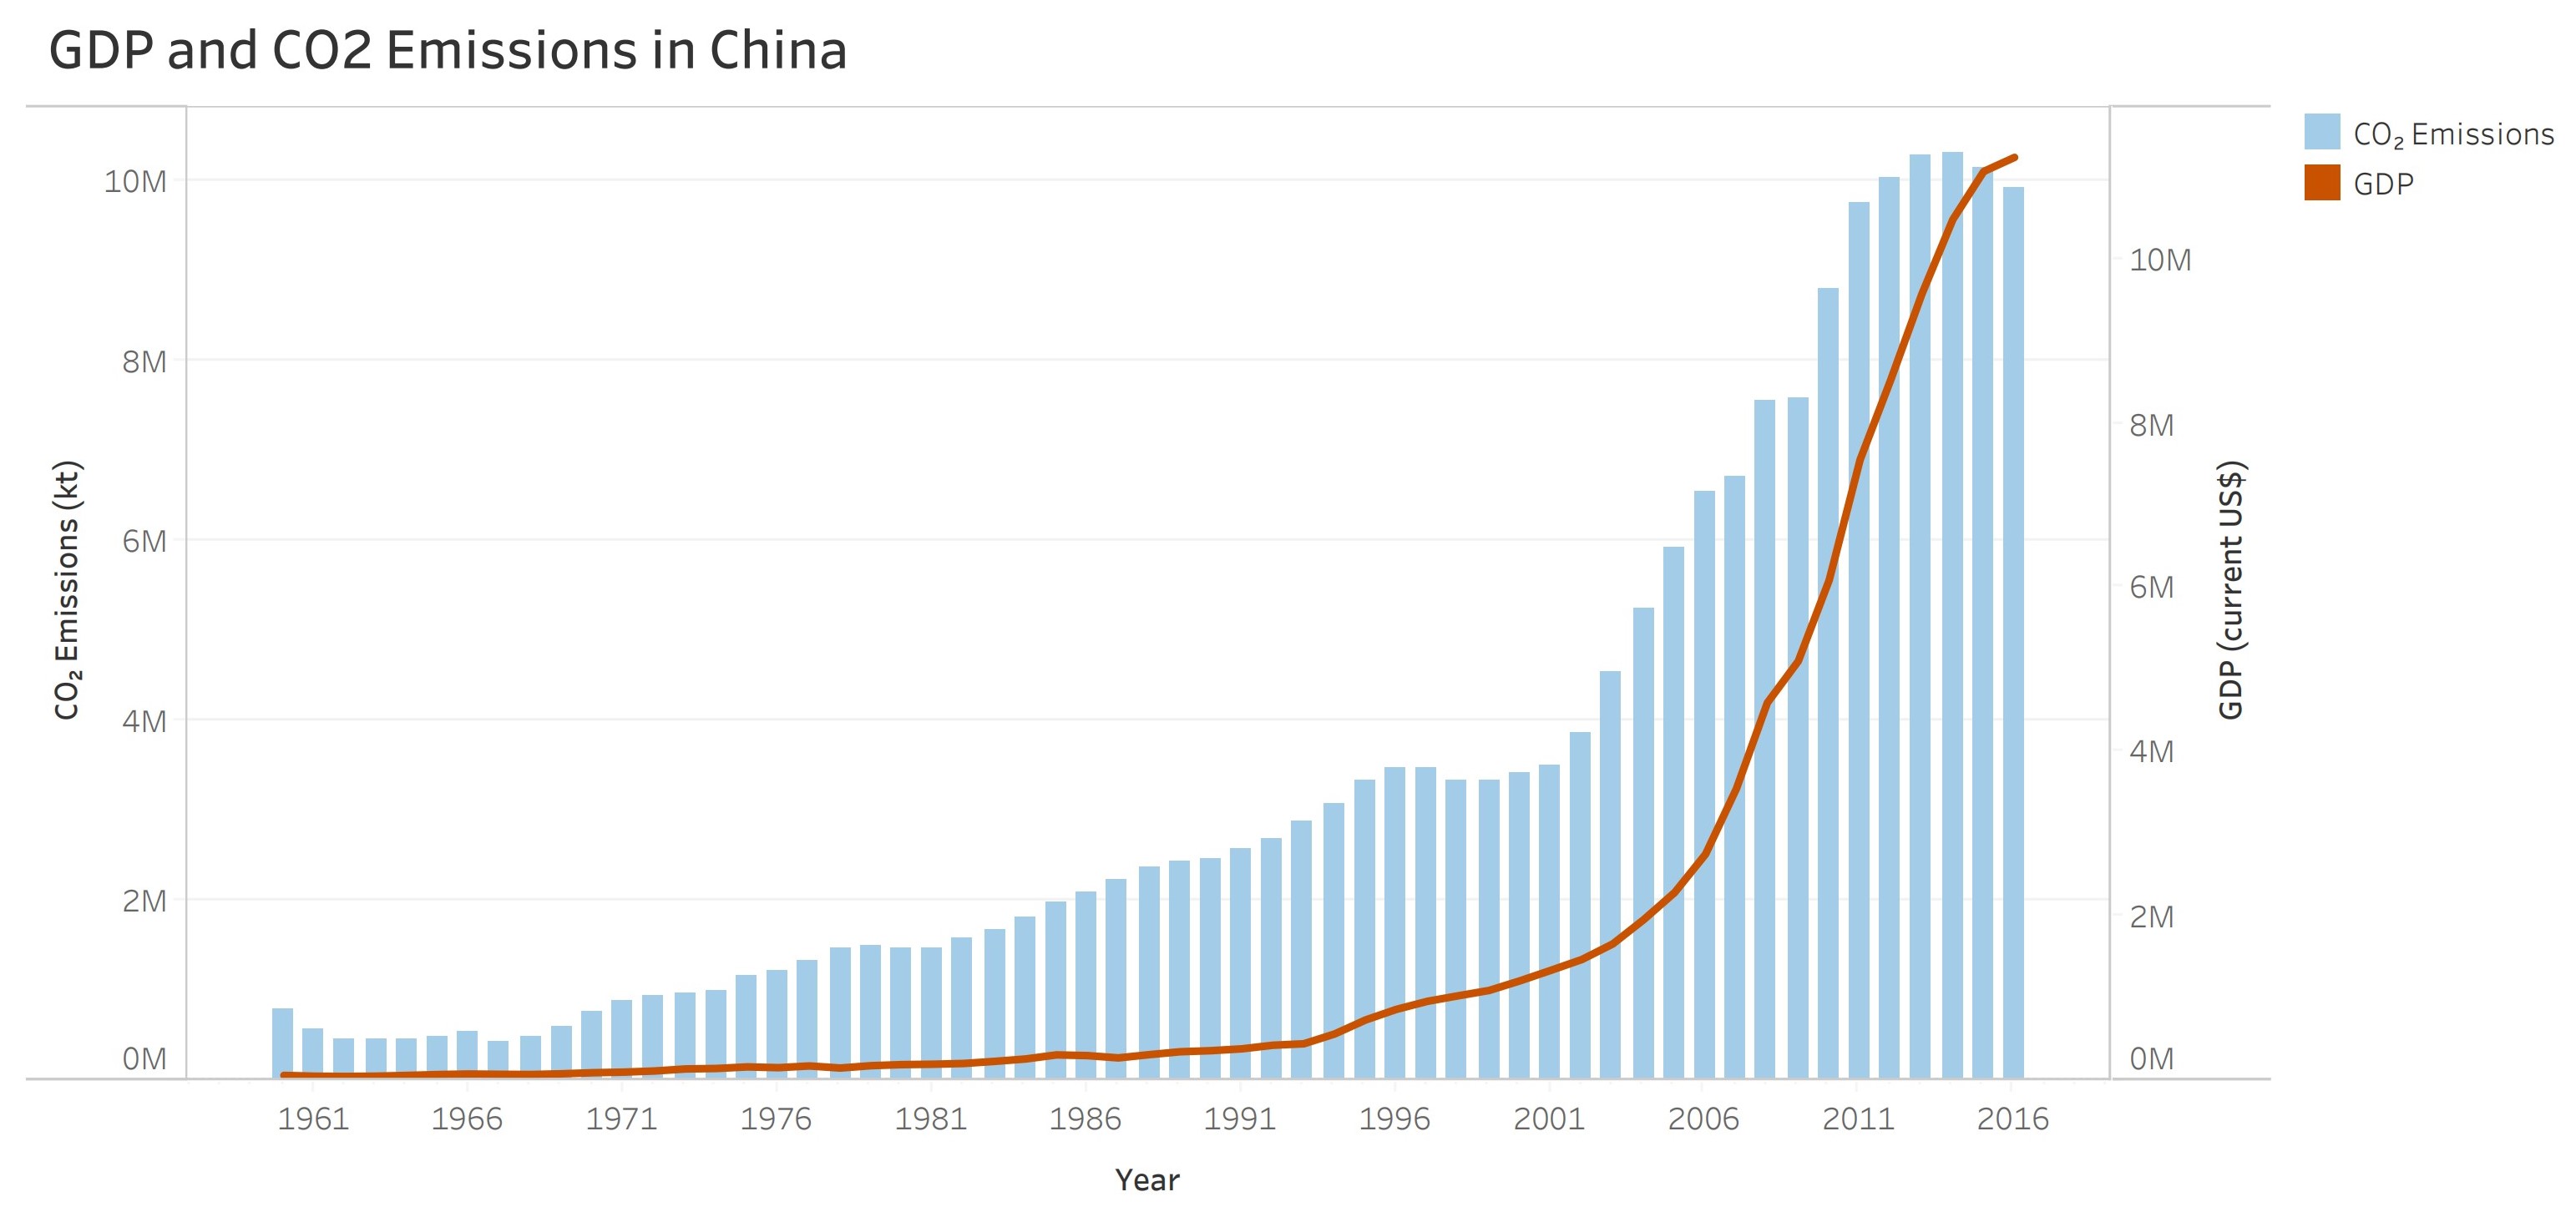 GDP and CO2 Emissions in China
CO₂ Emissions
GDP
10M
8M
6M
4M
2M
0M
CO₂ Emissions (kt)
10M
8M
6M
4M
2M
0M
GDP (current US$)
1961 1966 1971 1976 1981 1986 1991 1996 2001 2006 2011 2016
Year